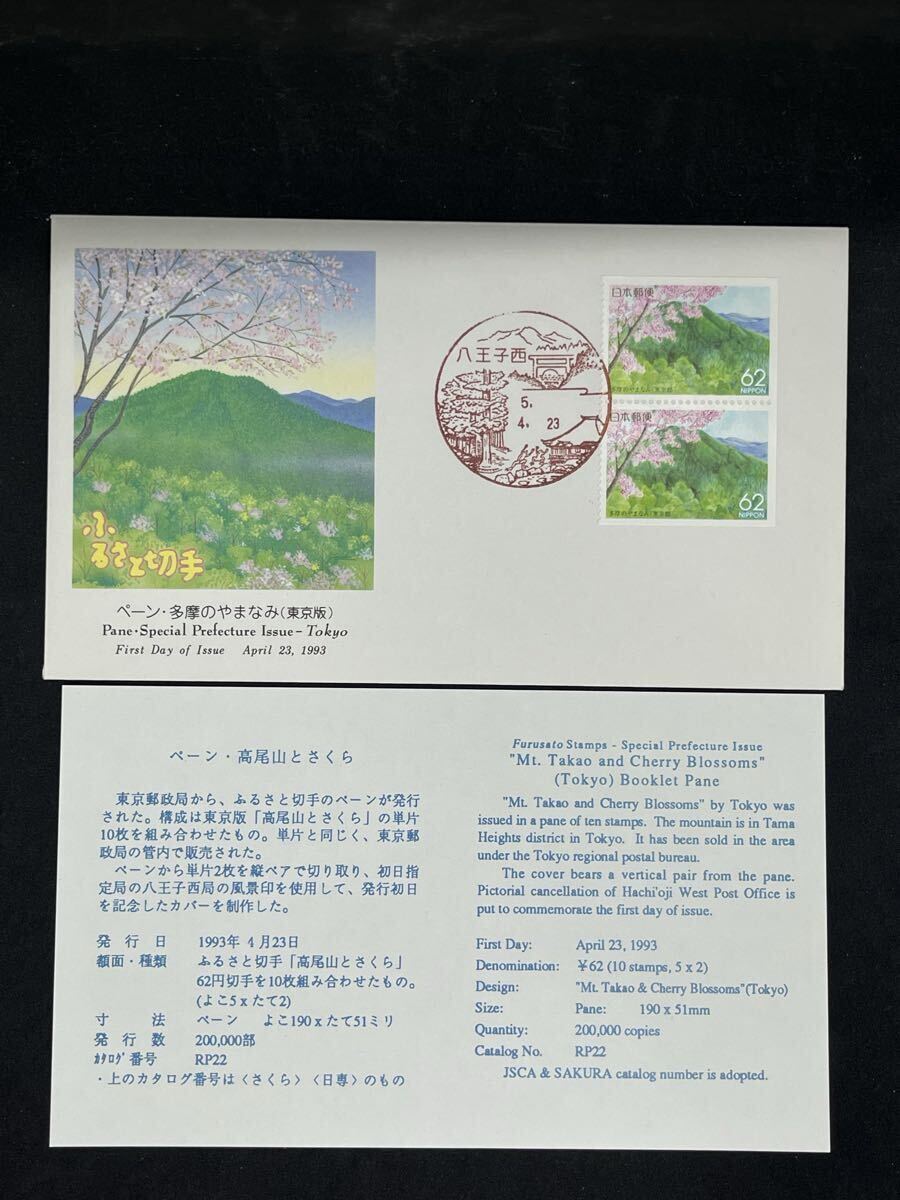 日本郵便
62
NIPPON
多摩のやまなみ(東京都)
日本郵便
62
NIPPON
多摩のやまなみ(東京都)
八王子西
5.
4. 23
ふるさと切手
ペーン・多摩のやまなみ(東京版)
Pane・Special Prefecture Issue－Tokyo
First Day of Issue April 23, 1993
ペーン・高尾山とさくら
東京郵政局から、ふるさと切手のペーンが発行
された。構成は東京版「高尾山とさくら」の単片
10枚を組み合わせたもの。単片と同じく、東京郵
政局の管内で販売された。
ペーンから単片2枚を縦ペアで切り取り、初日指
定局の八王子西局の風景印を使用して、発行初日
を記念したカバーを制作した。
発 行 日 1993年 4月23日
額面・種類 ふるさと切手「高尾山とさくら」
62円切手を10枚組み合わせたもの。
(よこ5xたて2)
寸 法 ペーン よこ190xたて51ミリ
発 行 数 200,000部
ｶﾀﾛｸﾞ番号 RP22
・上のカタログ番号は〈さくら〉〈日専〉のもの
Furusato Stamps - Special Prefecture Issue
"Mt. Takao and Cherry Blossoms"
(Tokyo) Booklet Pane
"Mt. Takao and Cherry Blossoms" by Tokyo was
issued in a pane of ten stamps. The mountain is in Tama
Heights district in Tokyo. It has been sold in the area
under the Tokyo regional postal bureau.
The cover bears a vertical pair from the pane.
Pictorial cancellation of Hachi'oji West Post Office is
put to commemorate the first day of issue.
First Day: April 23, 1993
Denomination: ¥62 (10 stamps, 5 x 2)
Design: "Mt. Takao & Cherry Blossoms"(Tokyo)
Size: Pane: 190 x 51mm
Quantity: 200,000 copies
Catalog No. RP22
JSCA & SAKURA catalog number is adopted.